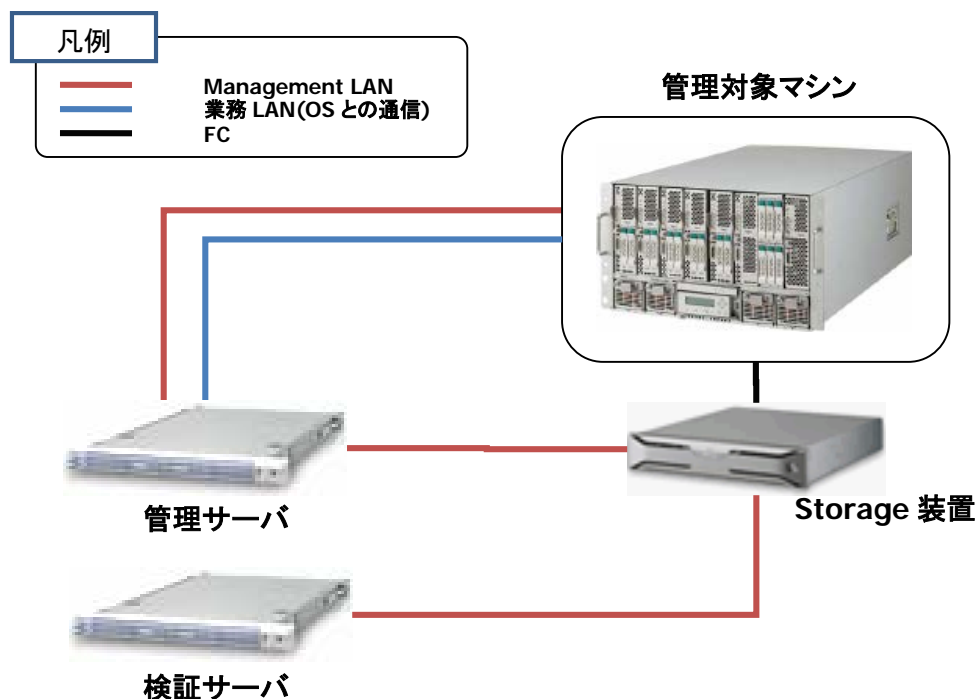 凡例
Management LAN
業務 LAN(OS との通信)
FC
管理対象マシン
管理サーバ
Storage 装置
検証サーバ